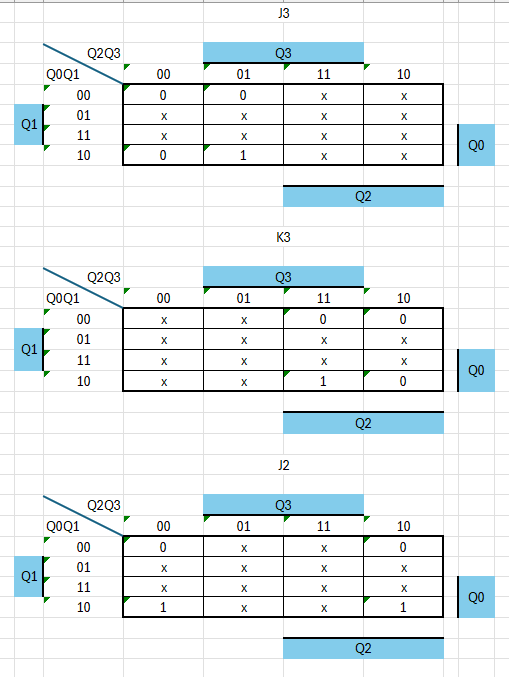 J3
Q2Q3 Q3
Q0Q1 00 01 11 10
00 0 0 x x
Q1 01 x x x x
11 x x x x Q0
10 0 1 x x
Q2
K3
Q2Q3 Q3
Q0Q1 00 01 11 10
00 x x 0 0
Q1 01 x x x x
11 x x x x Q0
10 x x 1 0
Q2
J2
Q2Q3 Q3
Q0Q1 00 01 11 10
00 0 x x 0
Q1 01 x x x x
11 x x x x Q0
10 1 x x 1
Q2